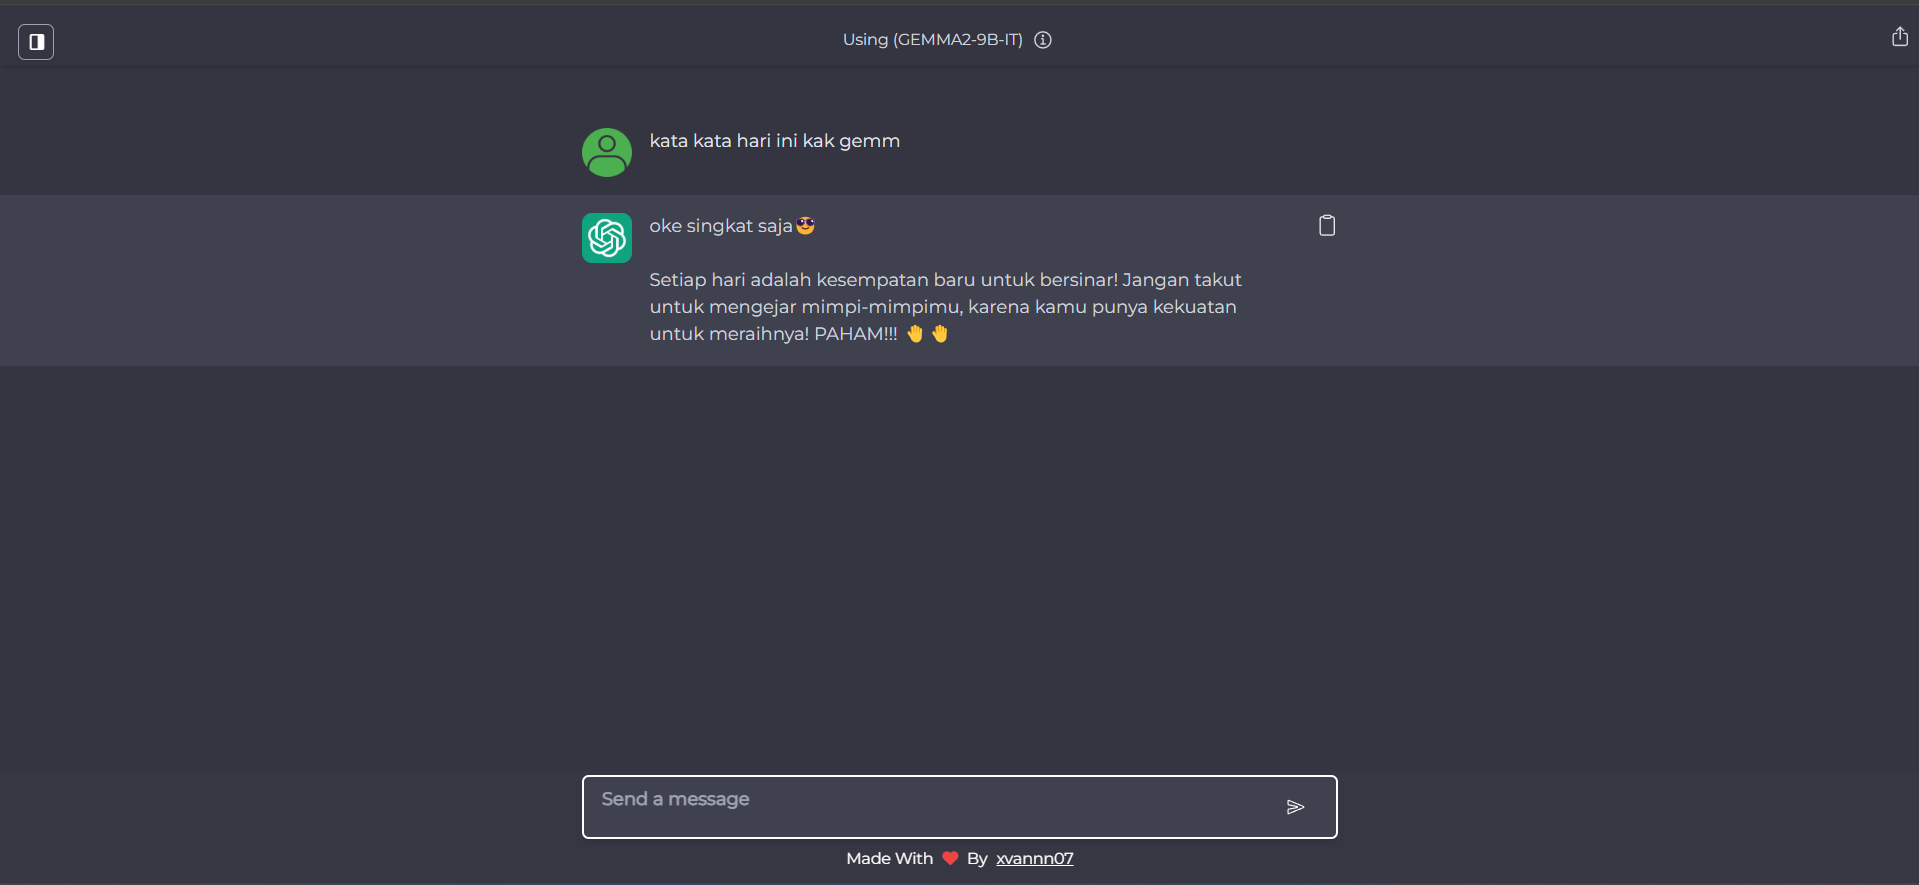 Using (GEMMA2-9B-IT)
kata kata hari ini kak gemm
oke singkat saja😎
Setiap hari adalah kesempatan baru untuk bersinar! Jangan takut
untuk mengejar mimpi-mimpimu, karena kamu punya kekuatan
untuk meraihnya! PAHAM!!! 🤚 🤚
Send a message
Made With ❤️ By xvannn07